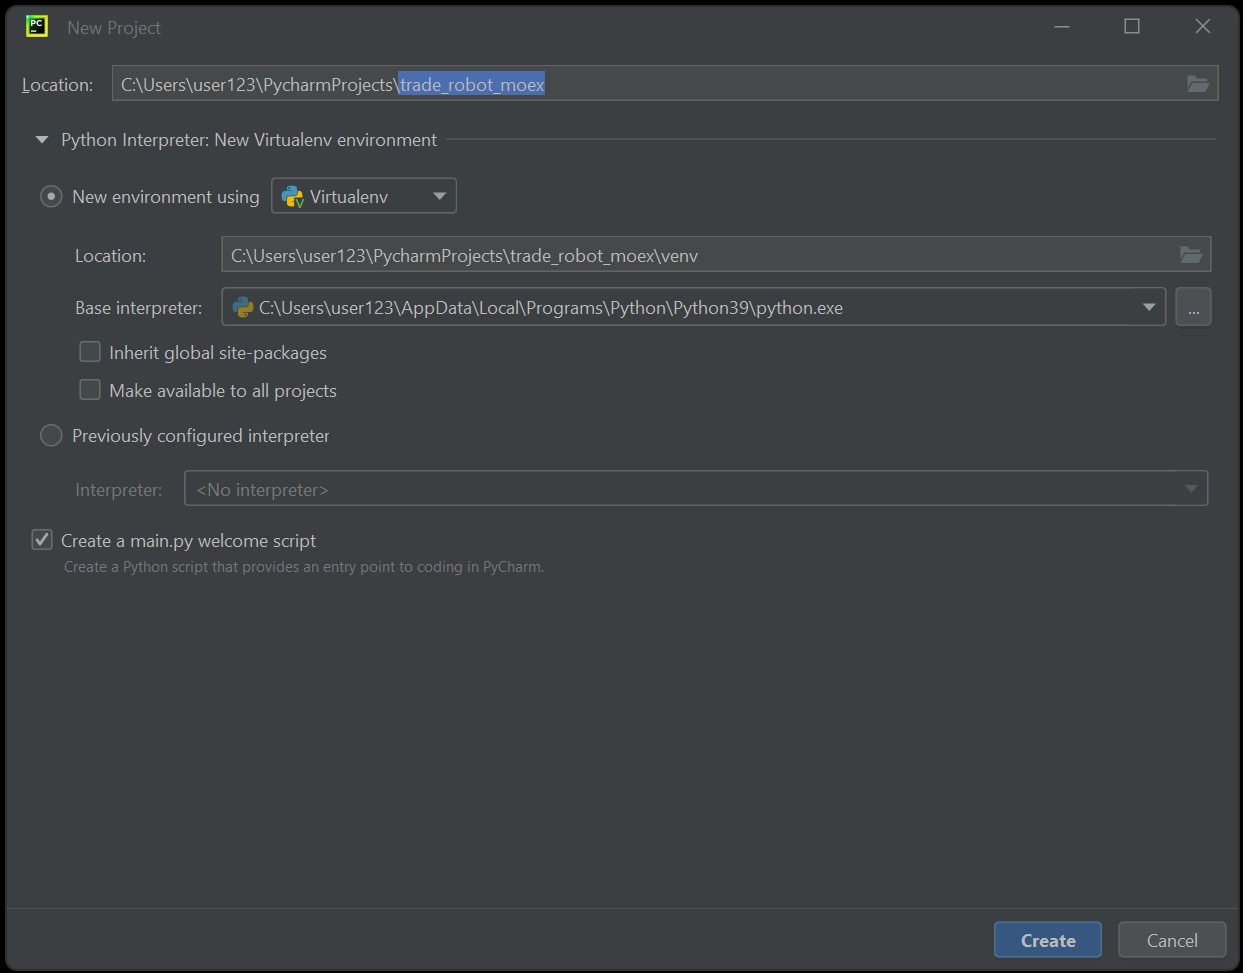 PC
New Project
Location: C:\Users\user123\PycharmProjects\trade_robot_moex
Python Interpreter: New Virtualenv environment
New environment using Virtualenv
Location: C:\Users\user123\PycharmProjects\trade_robot_moex\venv
Base interpreter: C:\Users\user123\AppData\Local\Programs\Python\Python39\python.exe ...
Inherit global site-packages
Make available to all projects
Previously configured interpreter
Interpreter: <No interpreter>
Create a main.py welcome script
Create a Python script that provides an entry point to coding in PyCharm.
Create Cancel